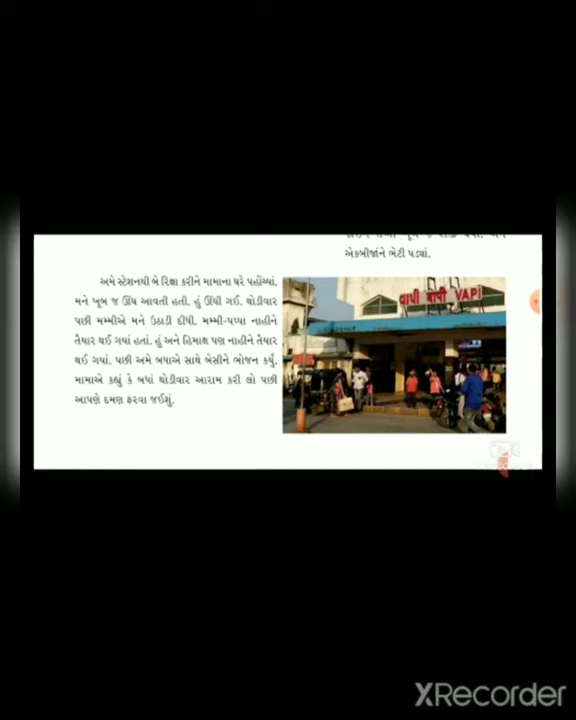 એકબીજાંને ભેટી પડ્યાં.
અમે સ્ટેશનથી બે રિક્ષા કરીને મામાના ઘરે પહોંચ્યાં.
મને ખૂબ જ ઊંઘ આવતી હતી. હું ઊંઘી ગઈ. થોડીવાર
પછી મમ્મીએ મને ઉઠાડી દીધી. મમ્મી-પપ્પા નાહીને
તૈયાર થઈ ગયાં હતાં. હું અને હિમાક્ષ પણ નાહીને તૈયાર
થઈ ગયાં. પછી અમે બધાએ સાથે બેસીને ભોજન કર્યું.
મામાએ કહ્યું કે બધાં થોડીવાર આરામ કરી લો પછી
આપણે દમણ ફરવા જઈશું.
વાપી वापी VAPI
XRecorder